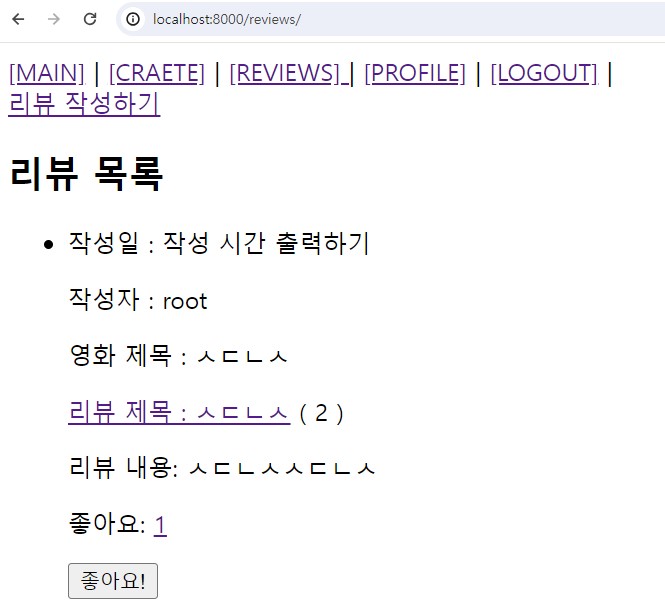 localhost:8000/reviews/
[MAIN] | [CRAETE] | [REVIEWS] | [PROFILE] | [LOGOUT] |
리뷰 작성하기
리뷰 목록
작성일 : 작성 시간 출력하기
작성자 : root
영화 제목 : ㅅㄷㄴㅅ
리뷰 제목 : ㅅㄷㄴㅅ ( 2 )
리뷰 내용: ㅅㄷㄴㅅㅅㄷㄴㅅ
좋아요: 1
좋아요!